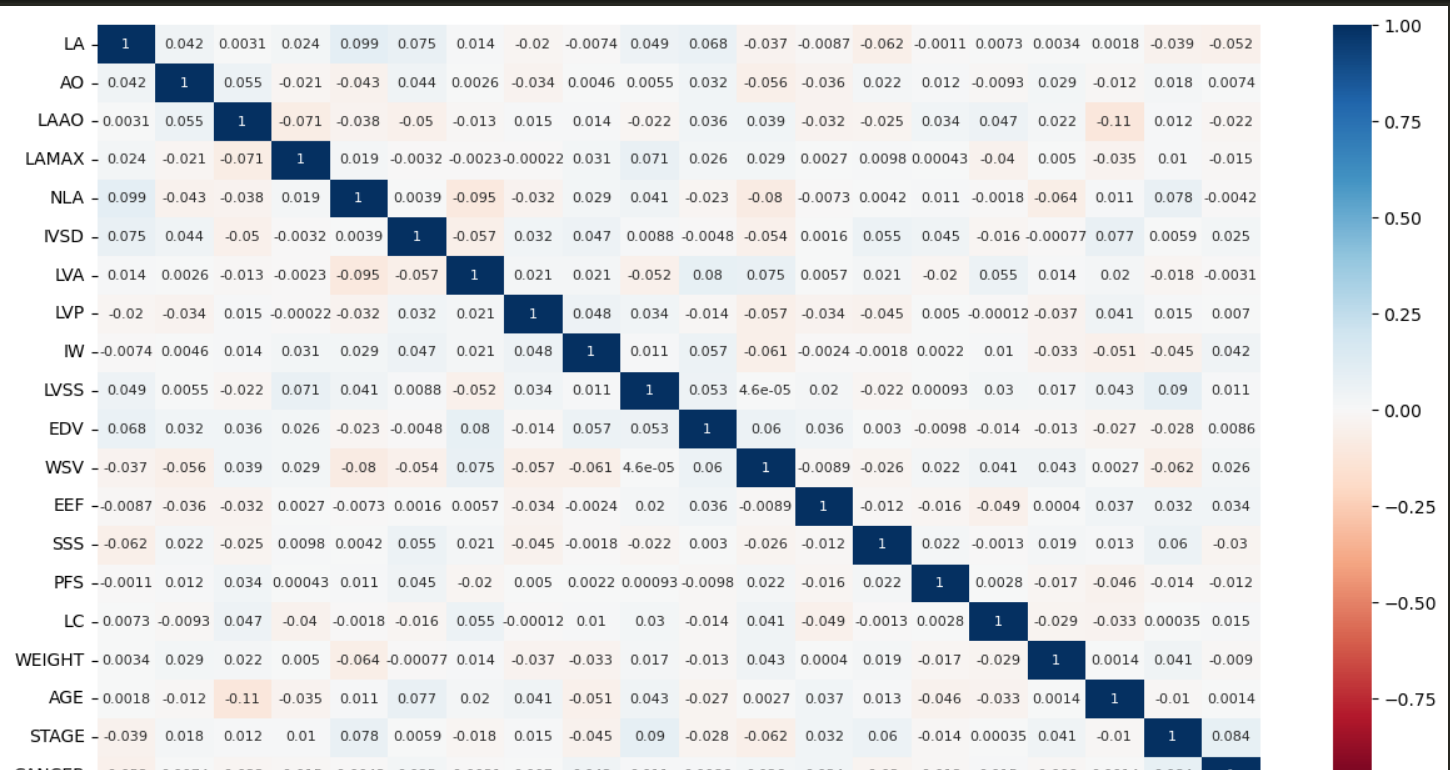 LA 1 0.042 0.0031 0.024 0.099 0.075 0.014 -0.02 -0.0074 0.049 0.068 -0.037 -0.0087 -0.062 -0.0011 0.0073 0.0034 0.0018 -0.039 -0.052 1.00
AO 0.042 1 0.055 -0.021 -0.043 0.044 0.0026 -0.034 0.0046 0.0055 0.032 -0.056 -0.036 0.022 0.012 -0.0093 0.029 -0.012 0.018 0.0074
LAAO 0.0031 0.055 1 -0.071 -0.038 -0.05 -0.013 0.015 0.014 -0.022 0.036 0.039 -0.032 -0.025 0.034 0.047 0.022 -0.11 0.012 -0.022 0.75
LAMAX 0.024 -0.021 -0.071 1 0.019 -0.0032 -0.0023 -0.00022 0.031 0.071 0.026 0.029 0.0027 0.0098 0.00043 -0.04 0.005 -0.035 0.01 -0.015
NLA 0.099 -0.043 -0.038 0.019 1 0.0039 -0.095 -0.032 0.029 0.041 -0.023 -0.08 -0.0073 0.0042 0.011 -0.0018 -0.064 0.011 0.078 -0.0042 0.50
IVSD 0.075 0.044 -0.05 -0.0032 0.0039 1 -0.057 0.032 0.047 0.0088 -0.0048 -0.054 0.0016 0.055 0.045 -0.016 -0.00077 0.077 0.0059 0.025
LVA 0.014 0.0026 -0.013 -0.0023 -0.095 -0.057 1 0.021 0.021 -0.052 0.08 0.075 0.0057 0.021 -0.02 0.055 0.014 0.02 -0.018 -0.0031
LVP -0.02 -0.034 0.015 -0.00022 -0.032 0.032 0.021 1 0.048 0.034 -0.014 -0.057 -0.034 -0.045 0.005 -0.00012 -0.037 0.041 0.015 0.007 0.25
IW -0.0074 0.0046 0.014 0.031 0.029 0.047 0.021 0.048 1 0.011 0.057 -0.061 -0.0024 -0.0018 0.0022 0.01 -0.033 -0.051 -0.045 0.042
LVSS 0.049 0.0055 -0.022 0.071 0.041 0.0088 -0.052 0.034 0.011 1 0.053 4.6e-05 0.02 -0.022 0.00093 0.03 0.017 0.043 0.09 0.011 0.00
EDV 0.068 0.032 0.036 0.026 -0.023 -0.0048 0.08 -0.014 0.057 0.053 1 0.06 0.036 0.003 -0.0098 -0.014 -0.013 -0.027 -0.028 0.0086
WSV -0.037 -0.056 0.039 0.029 -0.08 -0.054 0.075 -0.057 -0.061 4.6e-05 0.06 1 -0.0089 -0.026 0.022 0.041 0.043 0.0027 -0.062 0.026
EEF -0.0087 -0.036 -0.032 0.0027 -0.0073 0.0016 0.0057 -0.034 -0.0024 0.02 0.036 -0.0089 1 -0.012 -0.016 -0.049 0.0004 0.037 0.032 0.034 −0.25
SSS -0.062 0.022 -0.025 0.0098 0.0042 0.055 0.021 -0.045 -0.0018 -0.022 0.003 -0.026 -0.012 1 0.022 -0.0013 0.019 0.013 0.06 -0.03
PFS -0.0011 0.012 0.034 0.00043 0.011 0.045 -0.02 0.005 0.0022 0.00093 -0.0098 0.022 -0.016 0.022 1 0.0028 -0.017 -0.046 -0.014 -0.012 −0.50
LC 0.0073 -0.0093 0.047 -0.04 -0.0018 -0.016 0.055 -0.00012 0.01 0.03 -0.014 0.041 -0.049 -0.0013 0.0028 1 -0.029 -0.033 0.00035 0.015
WEIGHT 0.0034 0.029 0.022 0.005 -0.064 -0.00077 0.014 -0.037 -0.033 0.017 -0.013 0.043 0.0004 0.019 -0.017 -0.029 1 0.0014 0.041 -0.009
AGE 0.0018 -0.012 -0.11 -0.035 0.011 0.077 0.02 0.041 -0.051 0.043 -0.027 0.0027 0.037 0.013 -0.046 -0.033 0.0014 1 -0.01 0.0014 −0.75
STAGE -0.039 0.018 0.012 0.01 0.078 0.0059 -0.018 0.015 -0.045 0.09 -0.028 -0.062 0.032 0.06 -0.014 0.00035 0.041 -0.01 1 0.084